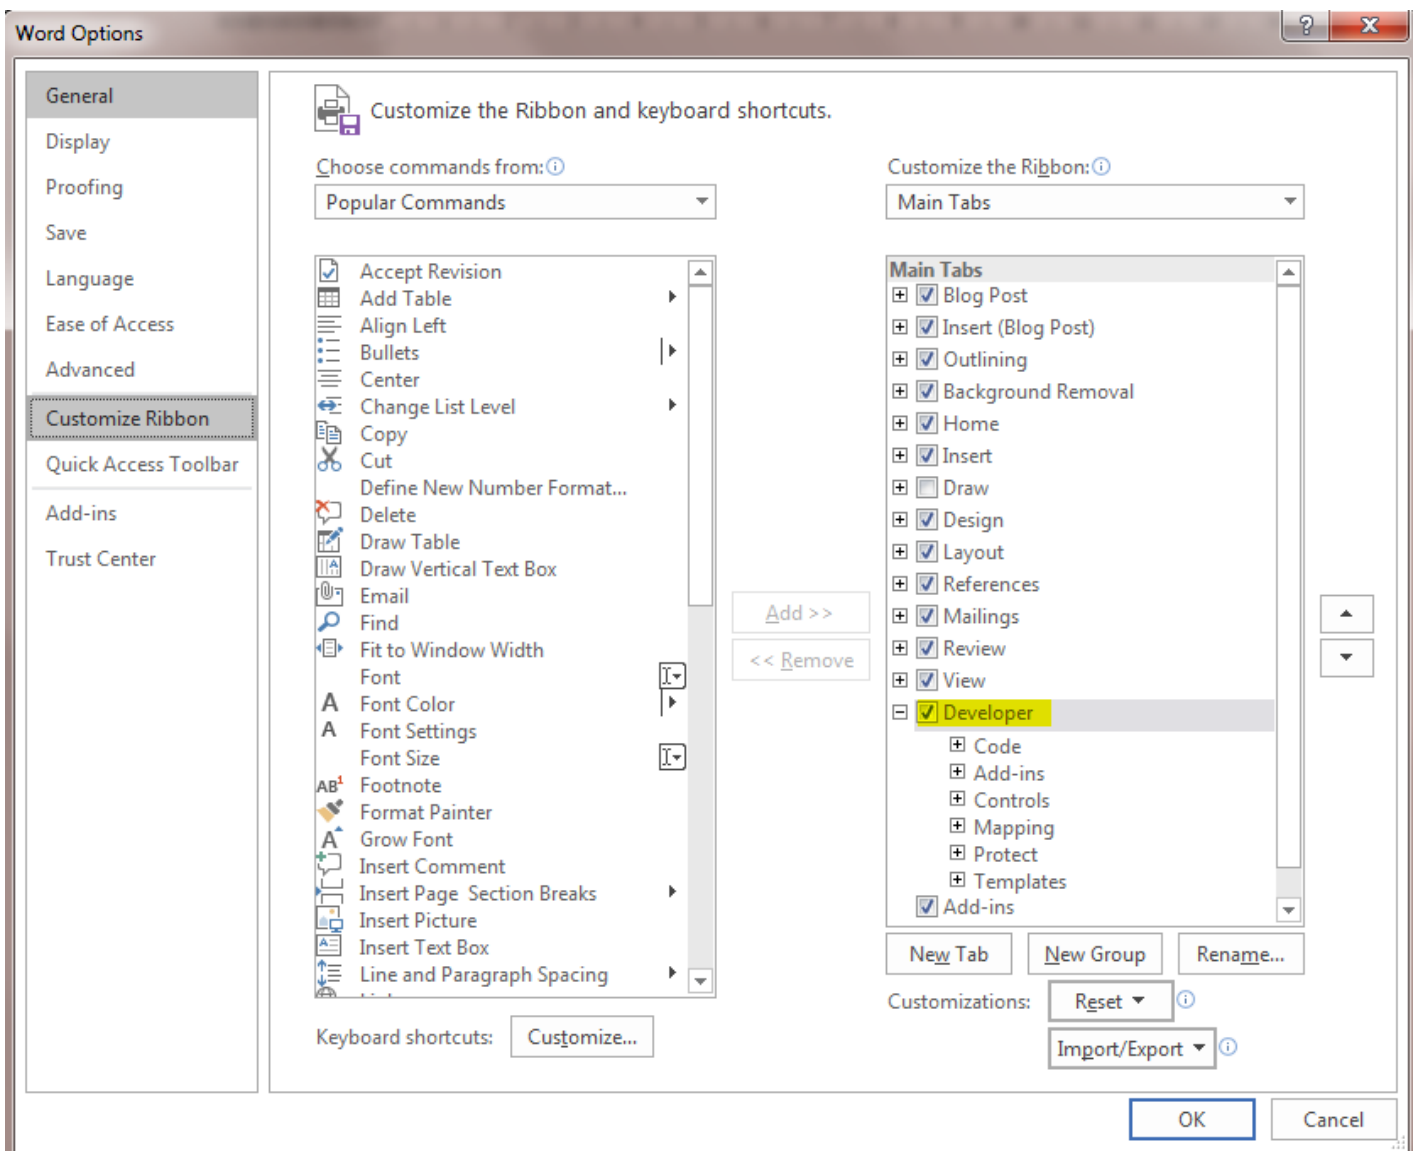 Word Options
General
Display
Proofing
Save
Language
Ease of Access
Advanced
Customize Ribbon
Quick Access Toolbar
Add-ins
Trust Center
Customize the Ribbon and keyboard shortcuts.
Choose commands from:
Popular Commands
Accept Revision
Add Table
Align Left
Bullets
Center
Change List Level
Copy
Cut
Define New Number Format...
Delete
Draw Table
Draw Vertical Text Box
Email
Find
Fit to Window Width
Font
Font Color
Font Settings
Font Size
Footnote
Format Painter
Grow Font
Insert Comment
Insert Page  Section Breaks
Insert Picture
Insert Text Box
Line and Paragraph Spacing
Keyboard shortcuts: Customize...
Add >>
<< Remove
Customize the Ribbon:
Main Tabs
Main Tabs
Blog Post
Insert (Blog Post)
Outlining
Background Removal
Home
Insert
Draw
Design
Layout
References
Mailings
Review
View
Developer
Code
Add-ins
Controls
Mapping
Protect
Templates
Add-ins
New Tab New Group Rename...
Customizations: Reset
Import/Export
OK Cancel